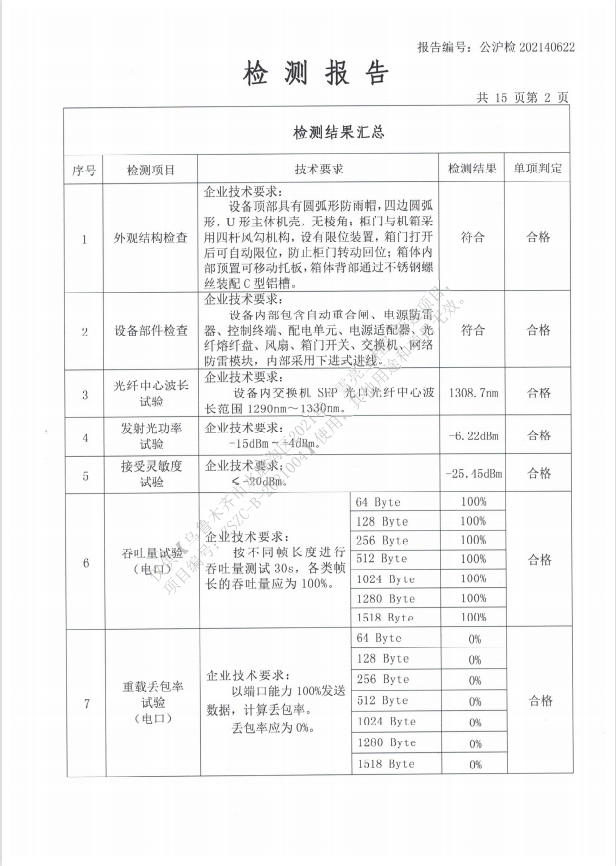 报告编号：公沪检 202140622
检 测 报 告
共 15 页第 2 页
检测结果汇总
序号 检测项目 技术要求 检测结果 单项判定
1 外观结构检查 企业技术要求： 符合 合格
设备顶部具有圆弧形防雨帽，四边圆弧
形．U 形主体机壳．无棱角；柜门与机箱采
用四杆风勾机构，设有限位装置，箱门打开
后可自动限位，防止柜门转动回位；箱体内
部预置可移动托板，箱体背部通过不锈钢螺
丝装配 C 型铝槽。
2 设备部件检查 企业技术要求： 符合 合格
设备内部包含自动重合闸、电源防雷
器、控制终端、配电单元、电源适配器、光
纤熔纤盘、风扇、箱门开关、交换机、网络
防雷模块，内部采用下进式进线。
3 光纤中心波长 试验 企业技术要求： 1308.7nm 合格
设备内交换机 SFP 光口光纤中心波
长范围 1290nm～1330nm。
4 发射光功率 试验 企业技术要求： -6.22dBm 合格
-15dBm～+4dBm。
5 接受灵敏度 试验 企业技术要求： -25.45dBm 合格
＜-20dBm。
6 吞吐量试验 （电口） 企业技术要求： 合格
按不同帧长度进行
吞吐量测试 30s，各类帧
长的吞吐量应为 100%。
64 Byte 100%
128 Byte 100%
256 Byte 100%
512 Byte 100%
1024 Byte 100%
1280 Byte 100%
1518 Byte 100%
7 重载丢包率 试验 （电口） 企业技术要求： 合格
以端口能力 100%发送
数据，计算丢包率。
丢包率应为 0%。
64 Byte 0%
128 Byte 0%
256 Byte 0%
512 Byte 0%
1024 Byte 0%
1280 Byte 0%
1518 Byte 0%